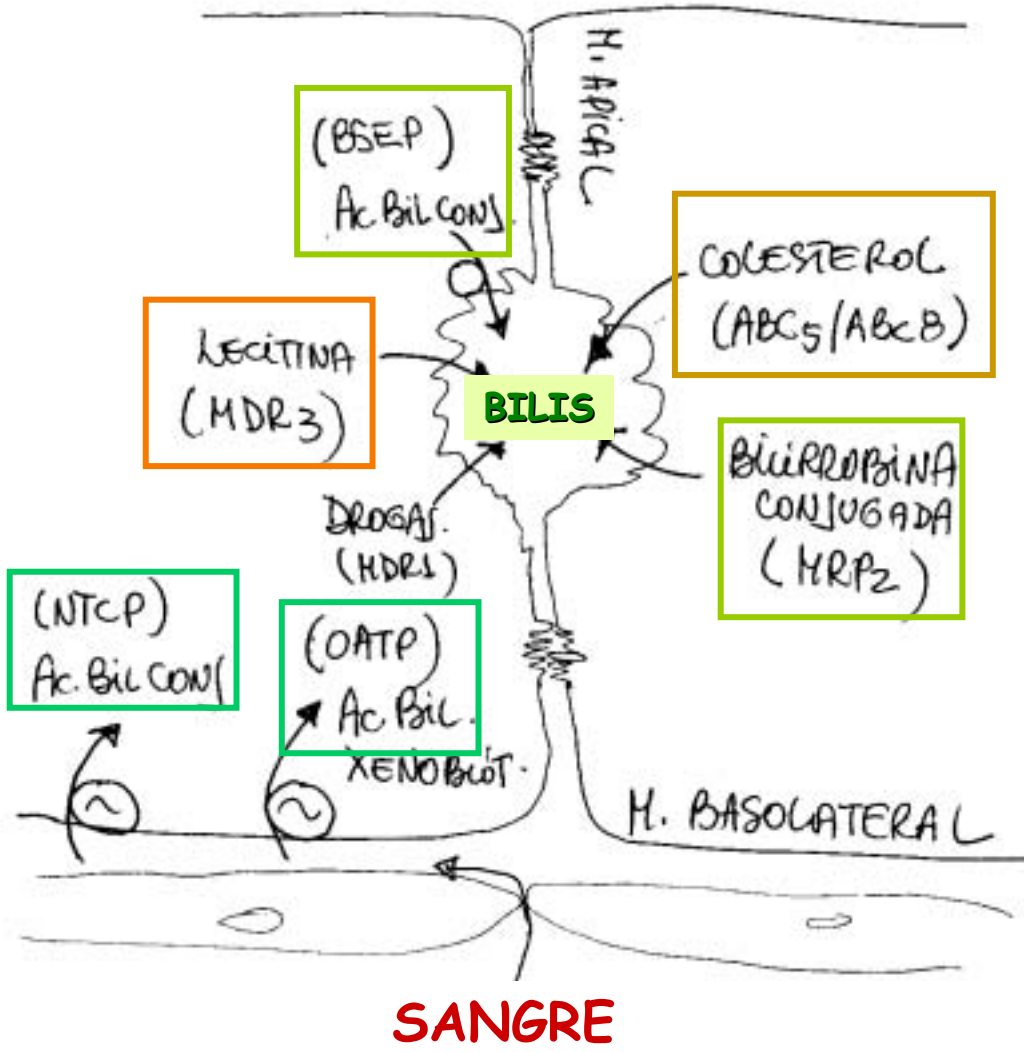 M. APICAL
(BSEP)
Ac. BiL CONJ.
COLESTEROL
(ABC5/ABC8)
LECITINA
(MDR3)
BILIS
BILIRROBINA
CONJUGADA
(MRP2)
DROGAS.
(MDR1)
(NTCP)
Ac. BiL CONJ
(OATP)
Ac. BiL.
XENOBIÓT.
M. BASOLATERAL
SANGRE